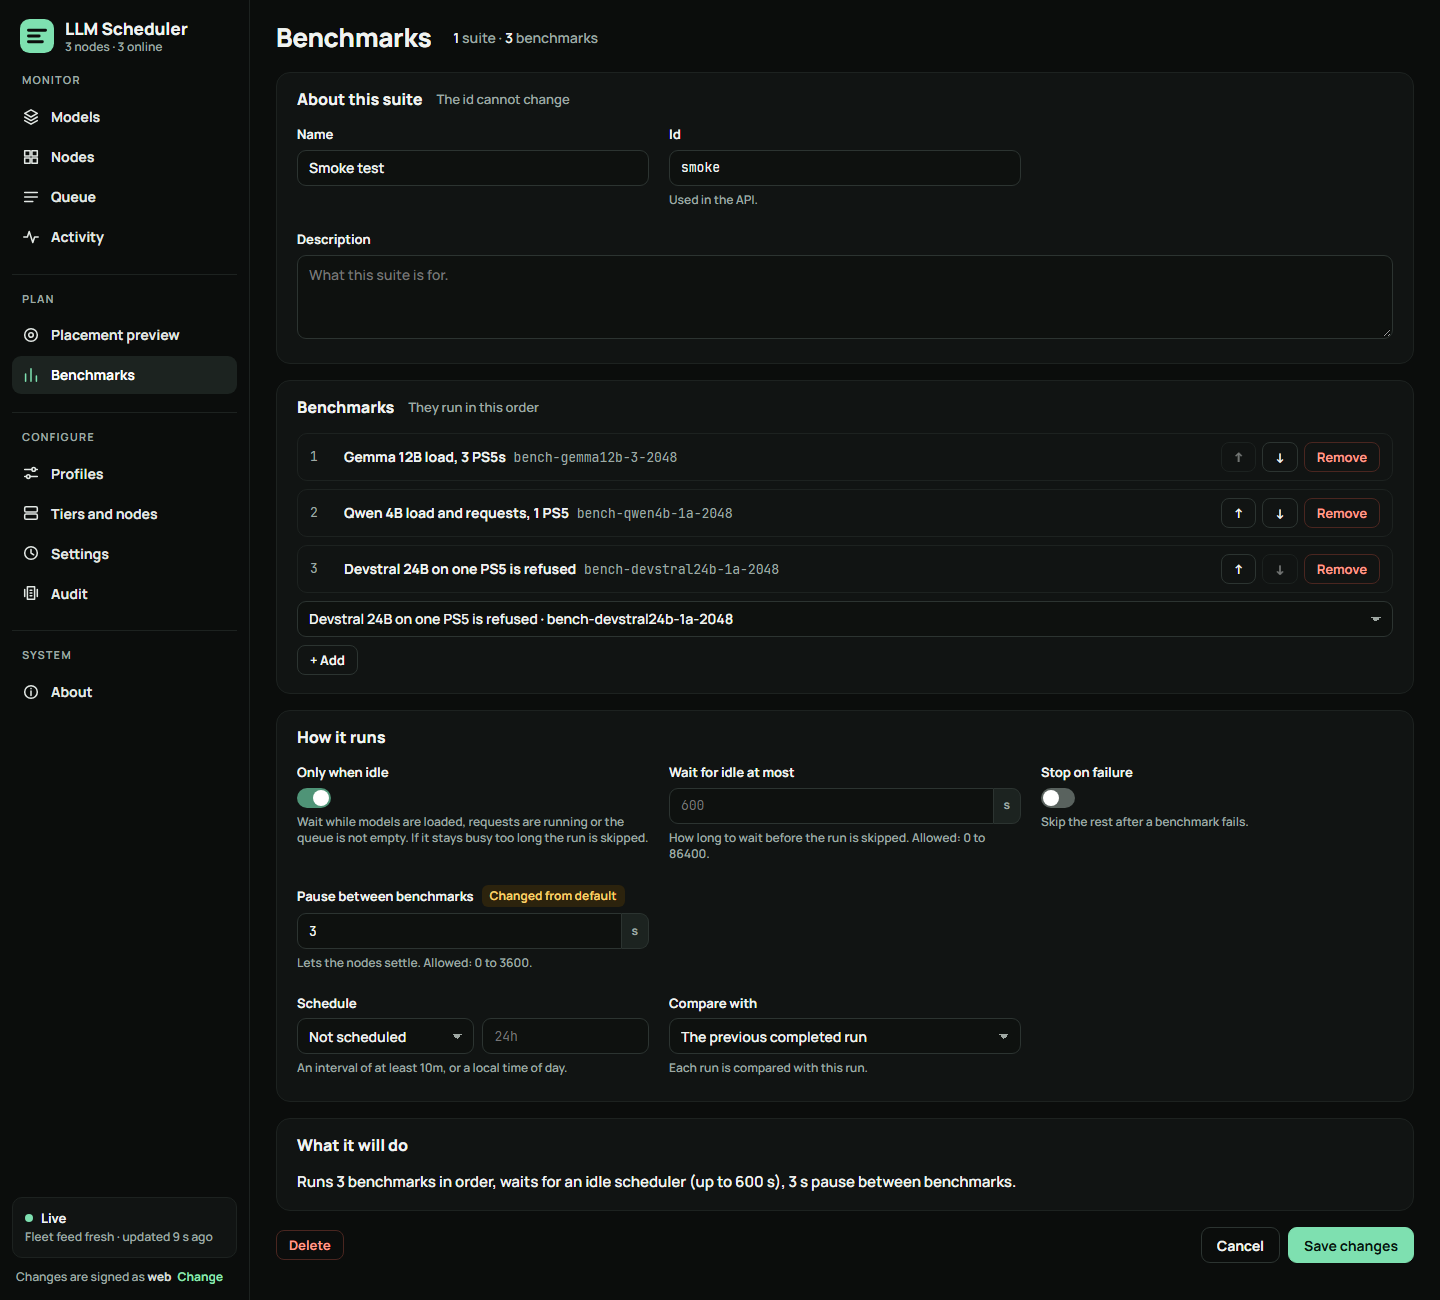 LLM Scheduler
3 nodes · 3 online
MONITOR
Models
Nodes
Queue
Activity
PLAN
Placement preview
Benchmarks
CONFIGURE
Profiles
Tiers and nodes
Settings
Audit
SYSTEM
About
Live
Fleet feed fresh · updated 9 s ago
Changes are signed as web Change
Benchmarks 1 suite · 3 benchmarks
About this suite The id cannot change
Name Id
Smoke test smoke
Used in the API.
Description
What this suite is for.
Benchmarks They run in this order
1 Gemma 12B load, 3 PS5s bench-gemma12b-3-2048 ↑ ↓ Remove
2 Qwen 4B load and requests, 1 PS5 bench-qwen4b-1a-2048 ↑ ↓ Remove
3 Devstral 24B on one PS5 is refused bench-devstral24b-1a-2048 ↑ ↓ Remove
Devstral 24B on one PS5 is refused · bench-devstral24b-1a-2048
+ Add
How it runs
Only when idle
Wait while models are loaded, requests are running or the
queue is not empty. If it stays busy too long the run is skipped.
Wait for idle at most
600 s
How long to wait before the run is skipped. Allowed: 0 to
86400.
Stop on failure
Skip the rest after a benchmark fails.
Pause between benchmarks Changed from default
3 s
Lets the nodes settle. Allowed: 0 to 3600.
Schedule
Not scheduled 24h
An interval of at least 10m, or a local time of day.
Compare with
The previous completed run
Each run is compared with this run.
What it will do
Runs 3 benchmarks in order, waits for an idle scheduler (up to 600 s), 3 s pause between benchmarks.
Delete Cancel Save changes